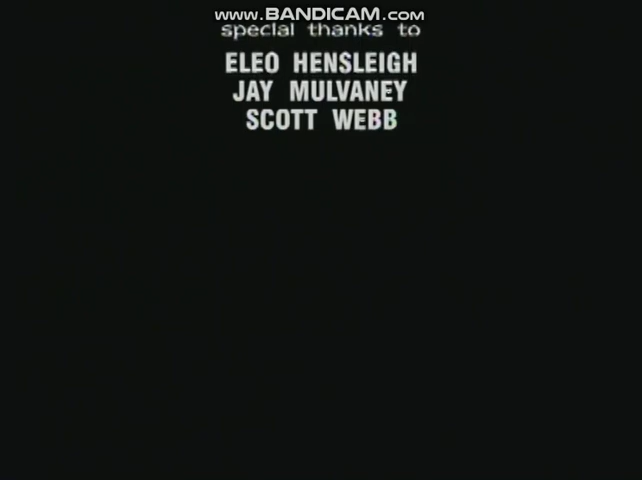 www.BANDICAM.com
special thanks to
ELEO HENSLEIGH
JAY MULVANEY
SCOTT WEBB